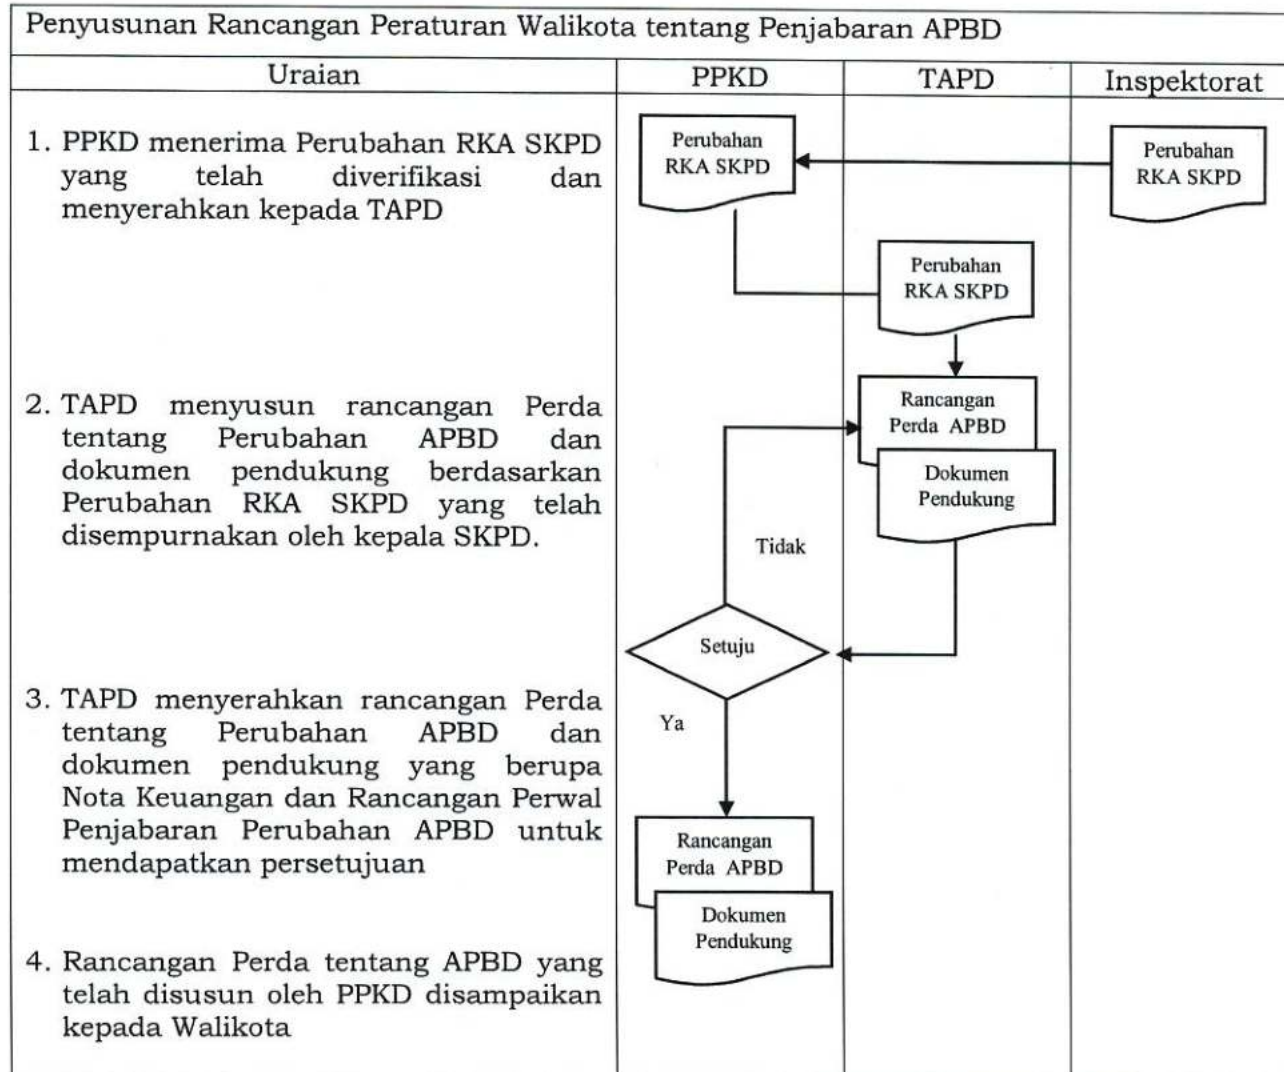 Penyusunan Rancangan Peraturan Walikota tentang Penjabaran APBD
Uraian
PPKD
TAPD
Inspektorat
1. PPKD menerima Perubahan RKA SKPD
yang telah diverifikasi dan
menyerahkan kepada TAPD
Perubahan
RKA SKPD
Perubahan
RKA SKPD
Perubahan
RKA SKPD
2. TAPD menyusun rancangan Perda
tentang Perubahan APBD dan
dokumen pendukung berdasarkan
Perubahan RKA SKPD yang telah
disempurnakan oleh kepala SKPD.
Rancangan
Perda APBD
Dokumen
Pendukung
Tidak
Setuju
3. TAPD menyerahkan rancangan Perda
tentang Perubahan APBD dan
dokumen pendukung yang berupa
Nota Keuangan dan Rancangan Perwal
Penjabaran Perubahan APBD untuk
mendapatkan persetujuan
Ya
Rancangan
Perda APBD
Dokumen
Pendukung
4. Rancangan Perda tentang APBD yang
telah disusun oleh PPKD disampaikan
kepada Walikota